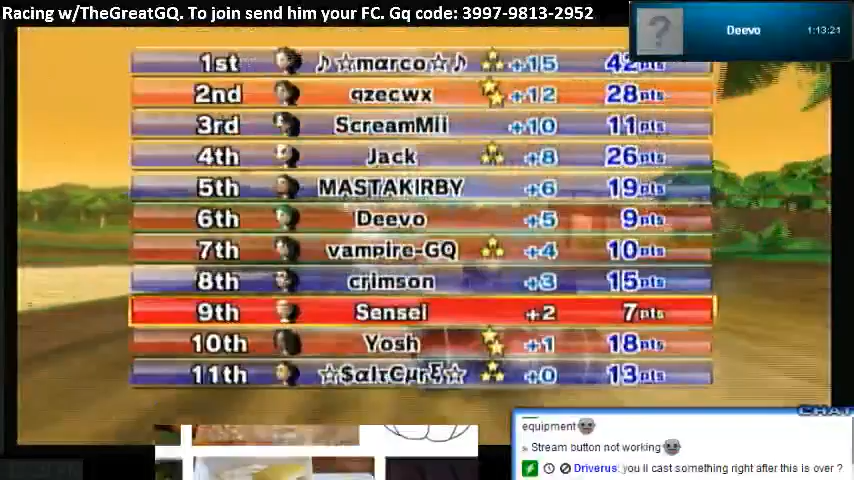 Racing w/TheGreatGQ. To join send him your FC. Gq code: 3997-9813-2952
Deevo 1:13:21
1st ♪☆marco☆♪ +15 42pts
2nd qzecwx +12 28pts
3rd ScreamMii +10 11pts
4th Jack +8 26pts
5th MASTAKIRBY +6 19pts
6th Deevo +5 9pts
7th vampire-GQ +4 10pts
8th crimson +3 15pts
9th Sensei +2 7pts
10th Yosh +1 18pts
11th ☆$αlτЄμrξ☆ +0 13pts
CHAT
equipment
» Stream button not working
Driverus: you ll cast something right after this is over ?